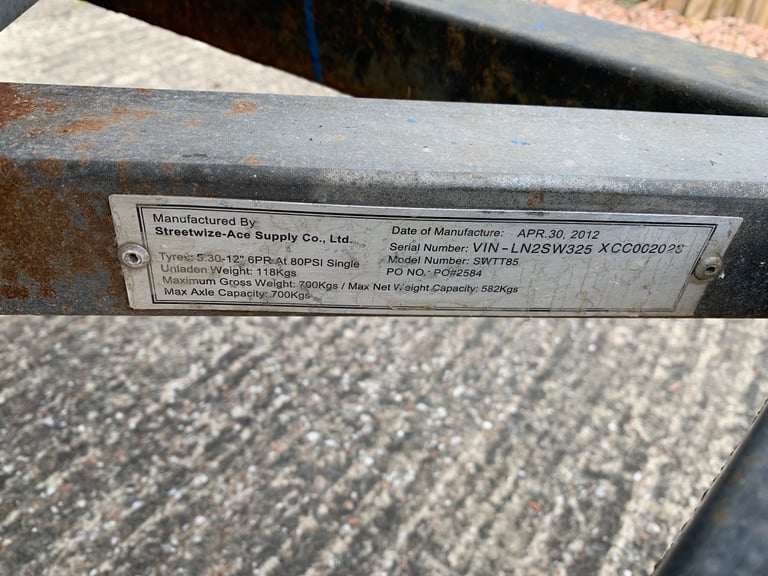 Manufactured By
Streetwize-Ace Supply Co., Ltd.
Tyres: 5.30-12" 6PR At 80PSI Single
Unladen Weight: 118Kgs
Maximum Gross Weight: 700Kgs / Max Net Weight Capacity: 582Kgs
Max Axle Capacity: 700Kgs
Date of Manufacture: APR.30, 2012
Serial Number: VIN-LN2SW325
Model Number: SWTT85
PO NO.: PO#2584